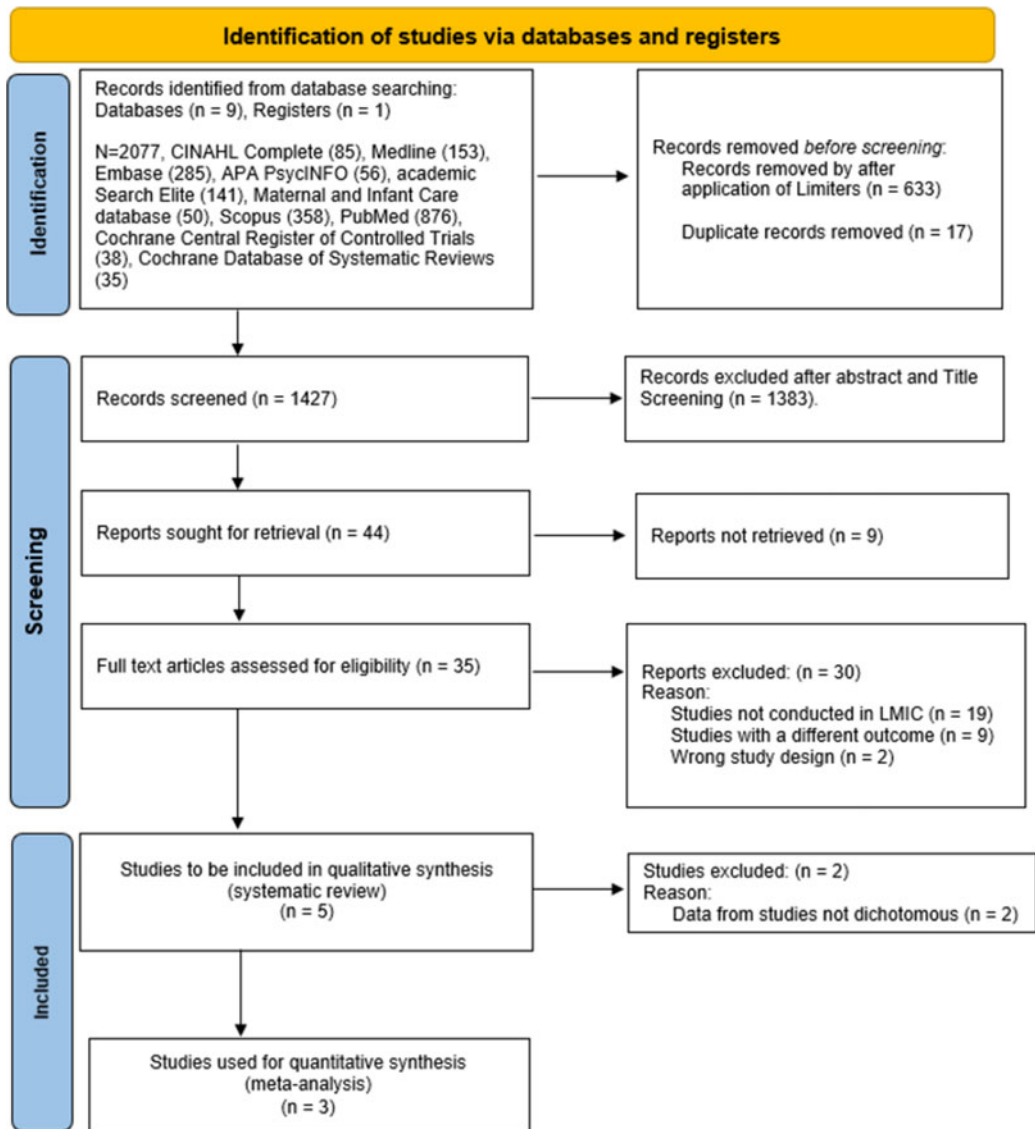 Identification of studies via databases and registers
Identification
Records identified from database searching:
Databases (n = 9), Registers (n = 1)
N=2077, CINAHL Complete (85), Medline (153),
Embase (285), APA PsycINFO (56), academic
Search Elite (141), Maternal and Infant Care
database (50), Scopus (358), PubMed (876),
Cochrane Central Register of Controlled Trials
(38), Cochrane Database of Systematic Reviews
(35)
Records removed before screening:
Records removed by after
application of Limiters (n = 633)
Duplicate records removed (n = 17)
Screening
Records screened (n = 1427)
Records excluded after abstract and Title
Screening (n = 1383).
Reports sought for retrieval (n = 44)
Reports not retrieved (n = 9)
Full text articles assessed for eligibility (n = 35)
Reports excluded: (n = 30)
Reason:
Studies not conducted in LMIC (n = 19)
Studies with a different outcome (n = 9)
Wrong study design (n = 2)
Included
Studies to be included in qualitative synthesis
(systematic review)
(n = 5)
Studies excluded: (n = 2)
Reason:
Data from studies not dichotomous (n = 2)
Studies used for quantitative synthesis
(meta-analysis)
(n = 3)